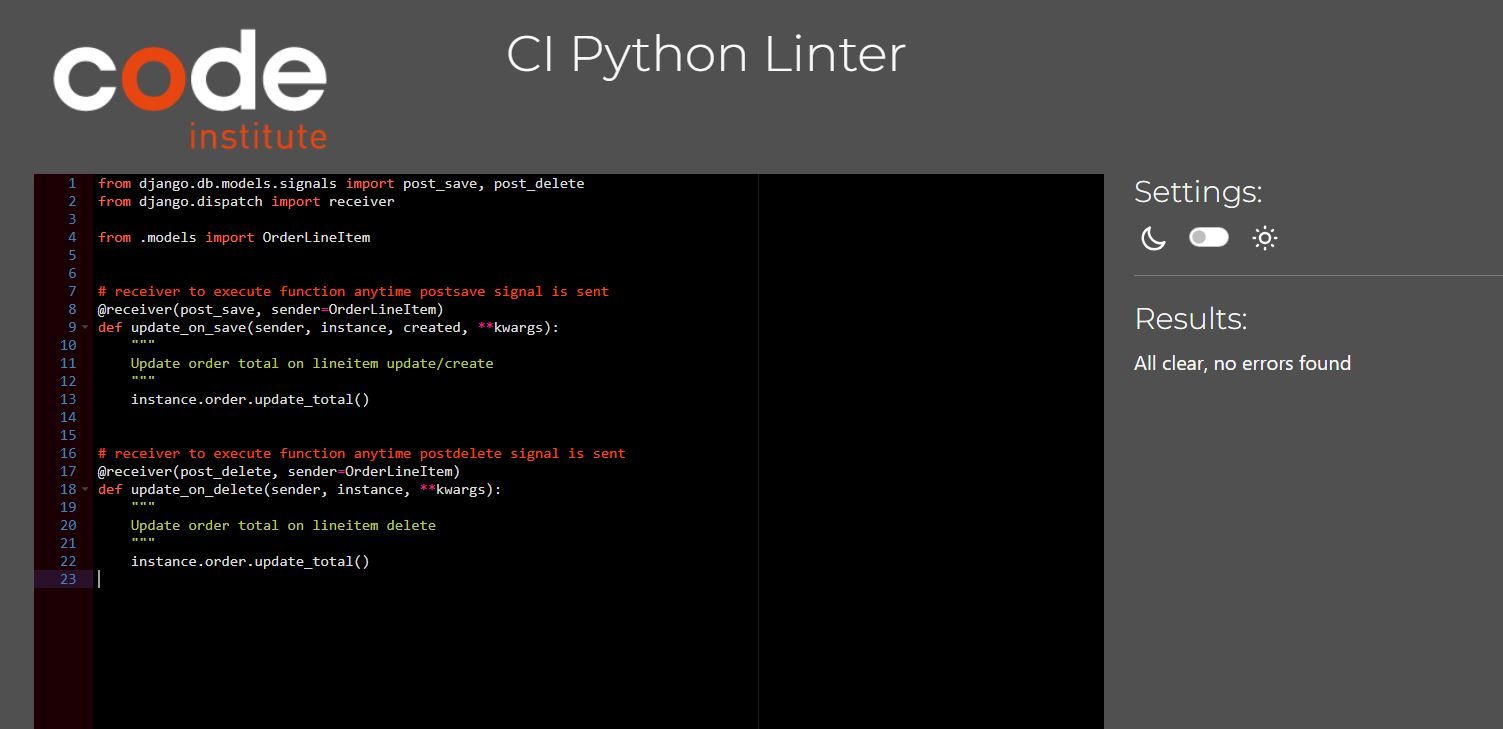 code
institute
CI Python Linter
1 from django.db.models.signals import post_save, post_delete
2 from django.dispatch import receiver
3
4 from .models import OrderLineItem
5
6
7 # receiver to execute function anytime postsave signal is sent
8 @receiver(post_save, sender=OrderLineItem)
9 def update_on_save(sender, instance, created, **kwargs):
10     """
11     Update order total on lineitem update/create
12     """
13     instance.order.update_total()
14
15
16 # receiver to execute function anytime postdelete signal is sent
17 @receiver(post_delete, sender=OrderLineItem)
18 def update_on_delete(sender, instance, **kwargs):
19     """
20     Update order total on lineitem delete
21     """
22     instance.order.update_total()
23
Settings:
Results:
All clear, no errors found